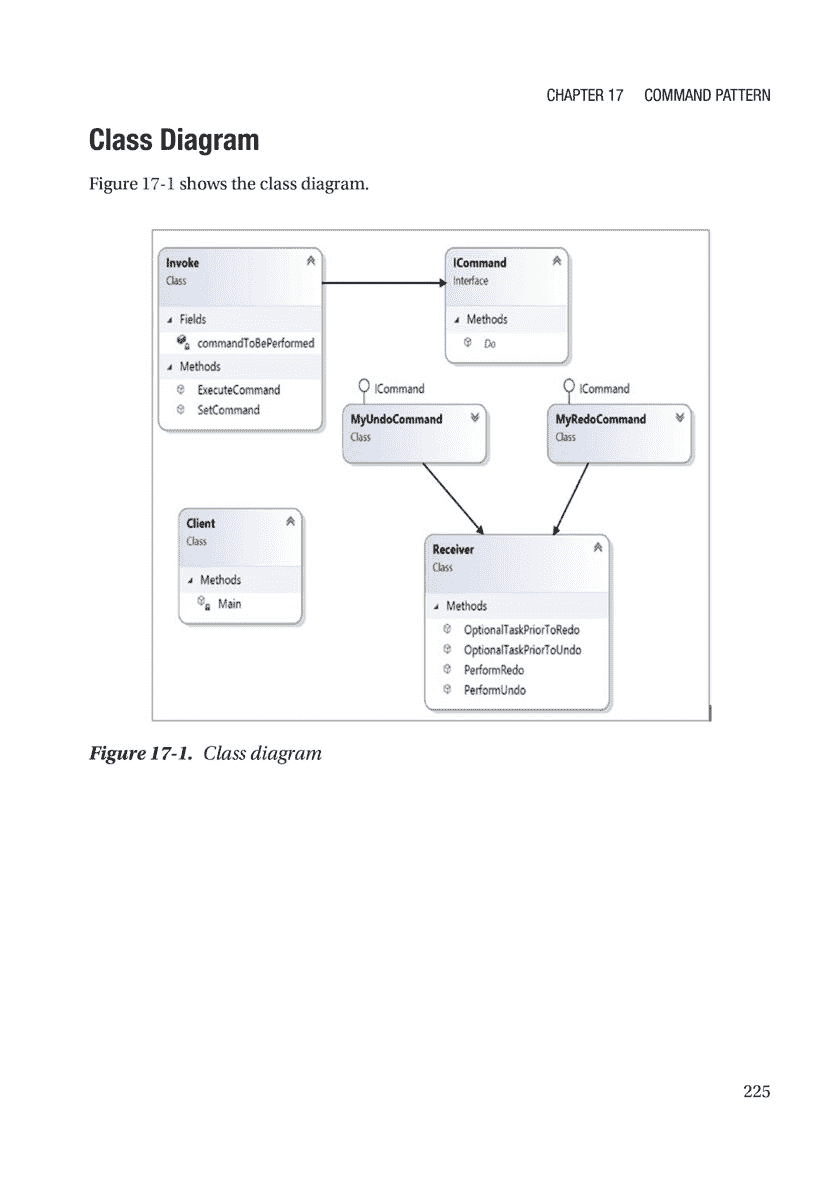 CHAPTER 17 COMMAND PATTERN
Class Diagram
Figure 17-1 shows the class diagram.
Invoke
Class
Fields
commandToBePerformed
Methods
ExecuteCommand
SetCommand
ICommand
Interface
Methods
Do
ICommand
MyUndoCommand
Class
ICommand
MyRedoCommand
Class
Client
Class
Methods
Main
Receiver
Class
Methods
OptionalTaskPriorToRedo
OptionalTaskPriorToUndo
PerformRedo
PerformUndo
Figure 17-1. Class diagram
225